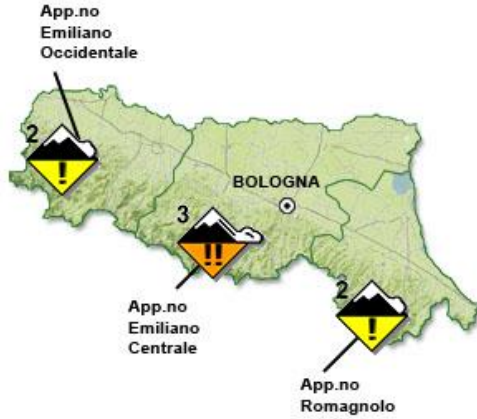 App.no
Emiliano
Occidentale
2
!
BOLOGNA
3
!!
App.no
Emiliano
Centrale
2
!
App.no
Romagnolo